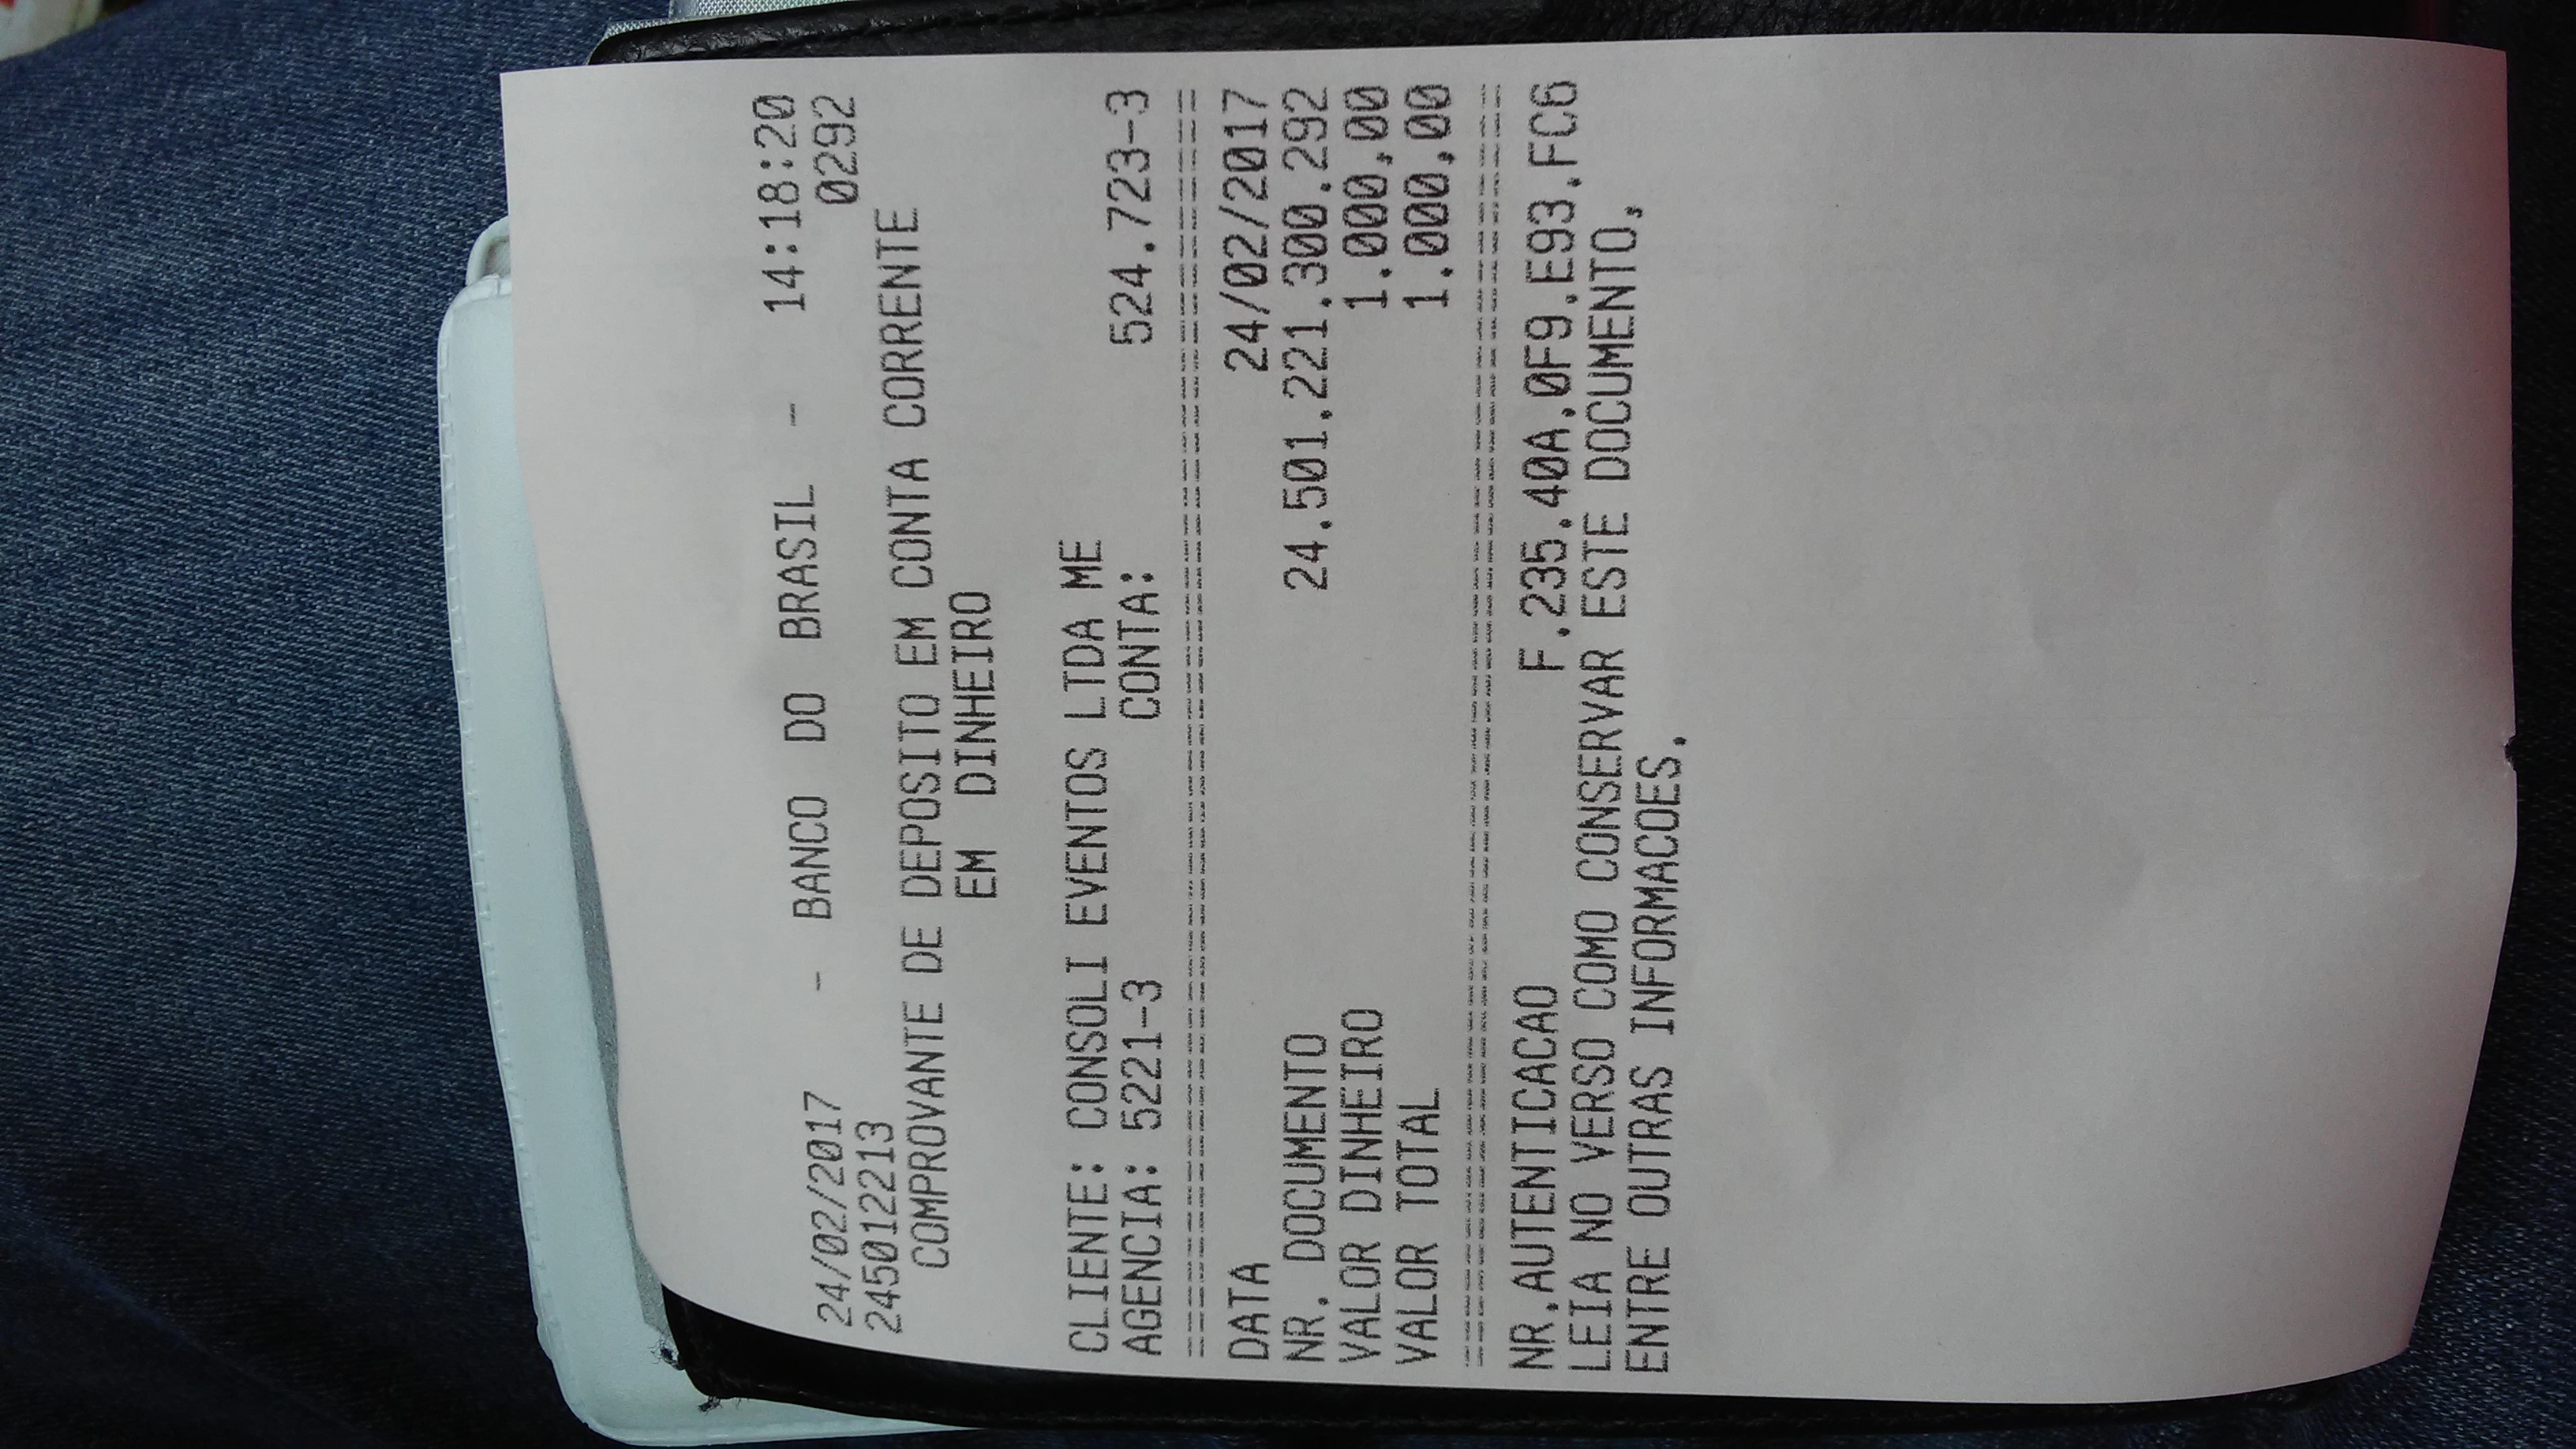 24/02/2017 - BANCO DO BRASIL - 14:18:20
245012213 0292
COMPROVANTE DE DEPOSITO EM CONTA CORRENTE
EM DINHEIRO
CLIENTE: CONSOLI EVENTOS LTDA ME
AGENCIA: 5221-3 CONTA: 524.723-3
================================================
DATA 24/02/2017
NR. DOCUMENTO 24.501.221.300.292
VALOR DINHEIRO 1.000,00
VALOR TOTAL 1.000,00
================================================
NR.AUTENTICACAO F.235.40A.0F9.E93.FC6
LEIA NO VERSO COMO CONSERVAR ESTE DOCUMENTO,
ENTRE OUTRAS INFORMACOES.